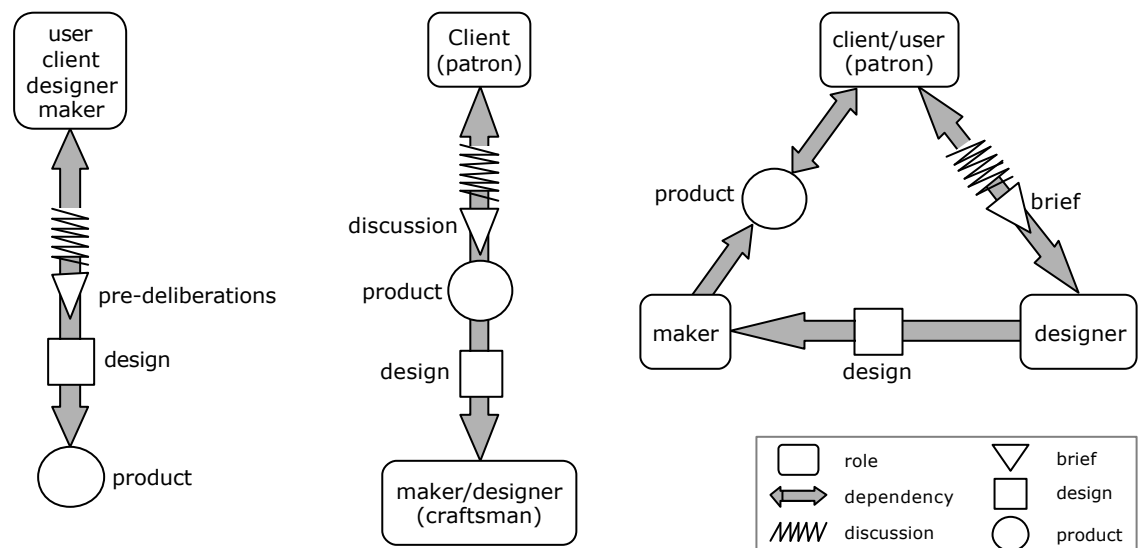 user
client
designer
maker
pre-deliberations
design
product
Client
(patron)
discussion
product
design
maker/designer
(craftsman)
client/user
(patron)
product
brief
maker
designer
design
role
brief
dependency
design
discussion
product